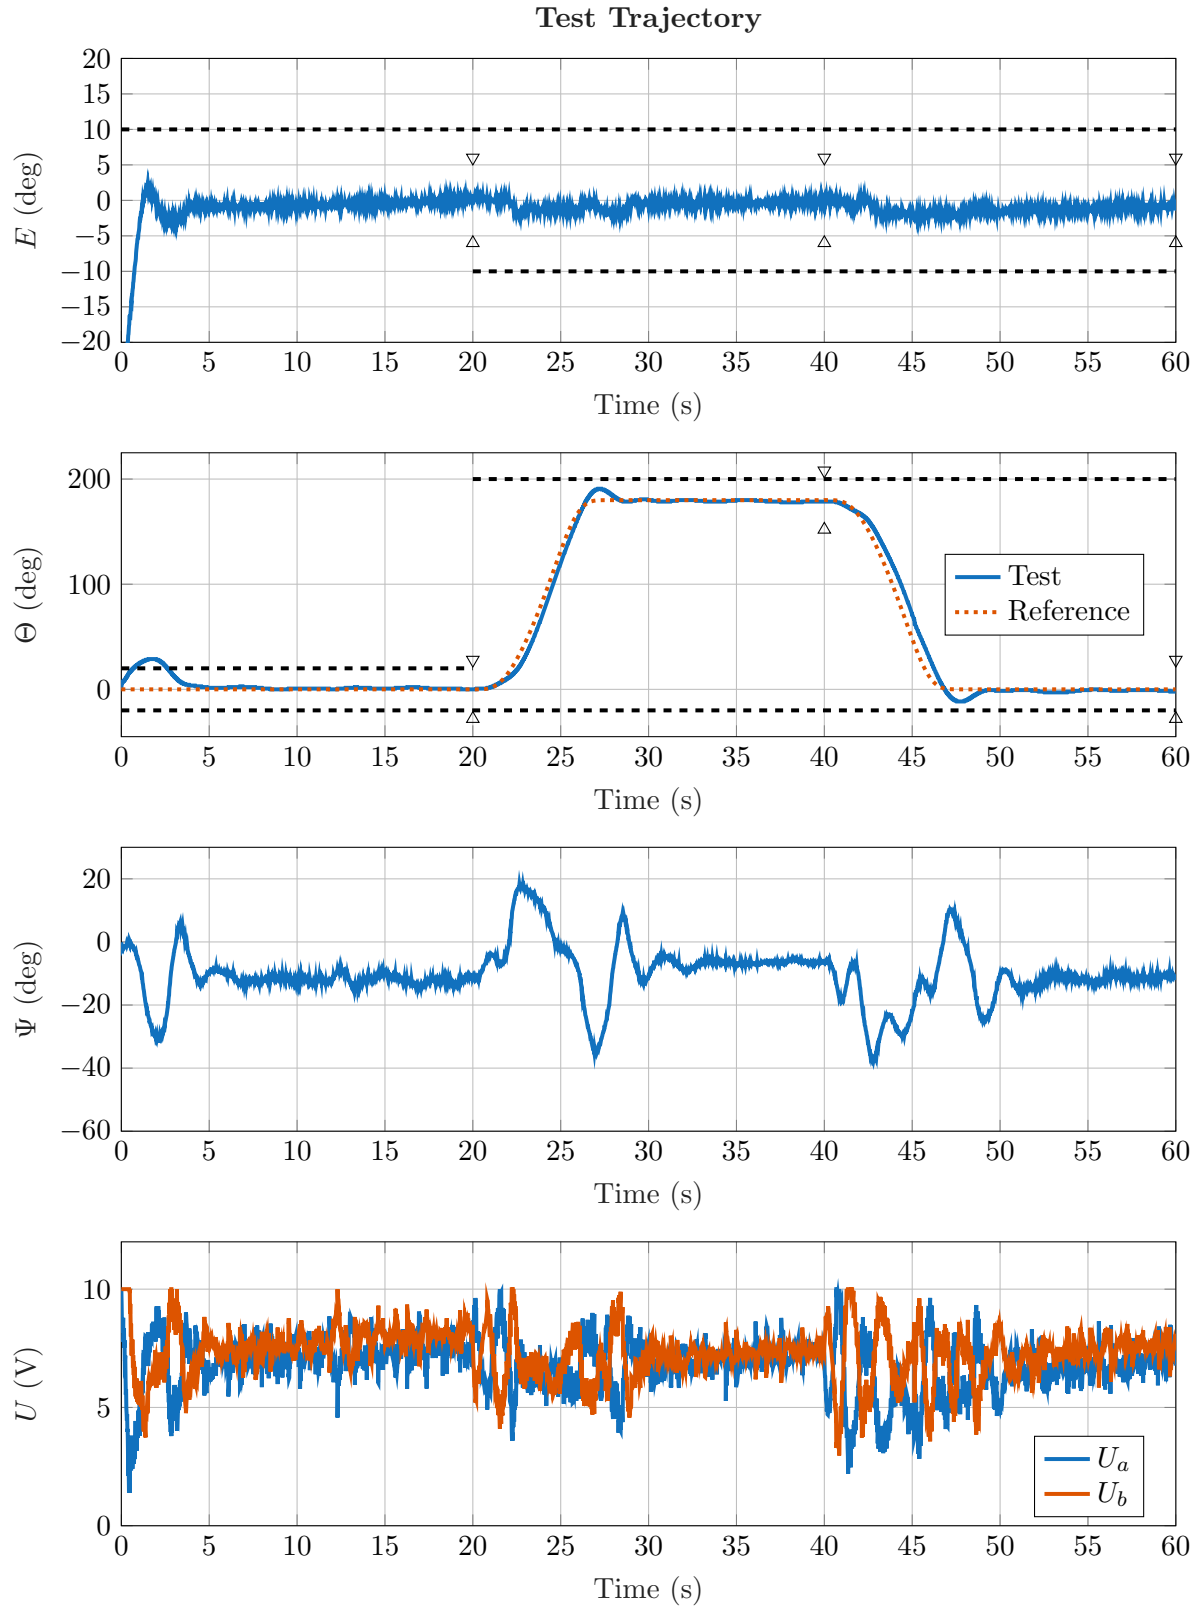 Test Trajectory
20
15
10
5
0
−5
−10
−15
−20
E (deg)
0 5 10 15 20 25 30 35 40 45 50 55 60
Time (s)
200
100
0
Θ (deg)
Test
Reference
0 5 10 15 20 25 30 35 40 45 50 55 60
Time (s)
20
0
−20
−40
−60
Ψ (deg)
0 5 10 15 20 25 30 35 40 45 50 55 60
Time (s)
10
5
0
U (V)
U_a
U_b
0 5 10 15 20 25 30 35 40 45 50 55 60
Time (s)